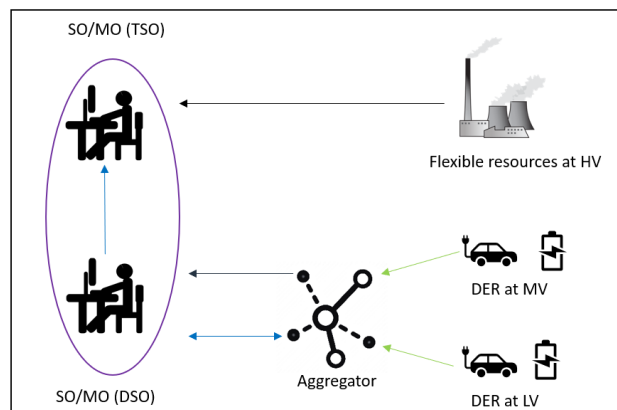 SO/MO (TSO)
Flexible resources at HV
DER at MV
Aggregator
SO/MO (DSO)
DER at LV